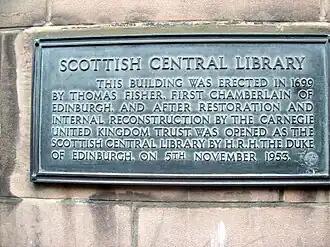 SCOTTISH CENTRAL LIBRARY
THIS BUILDING WAS ERECTED IN 1699
BY THOMAS FISHER, FIRST CHAMBERLAIN OF
EDINBURGH, AND AFTER RESTORATION AND
INTERNAL RECONSTRUCTION BY THE CARNEGIE
UNITED KINGDOM TRUST, WAS OPENED AS THE
SCOTTISH CENTRAL LIBRARY BY H.R.H. THE DUKE
OF EDINBURGH, ON 5TH NOVEMBER 1953.